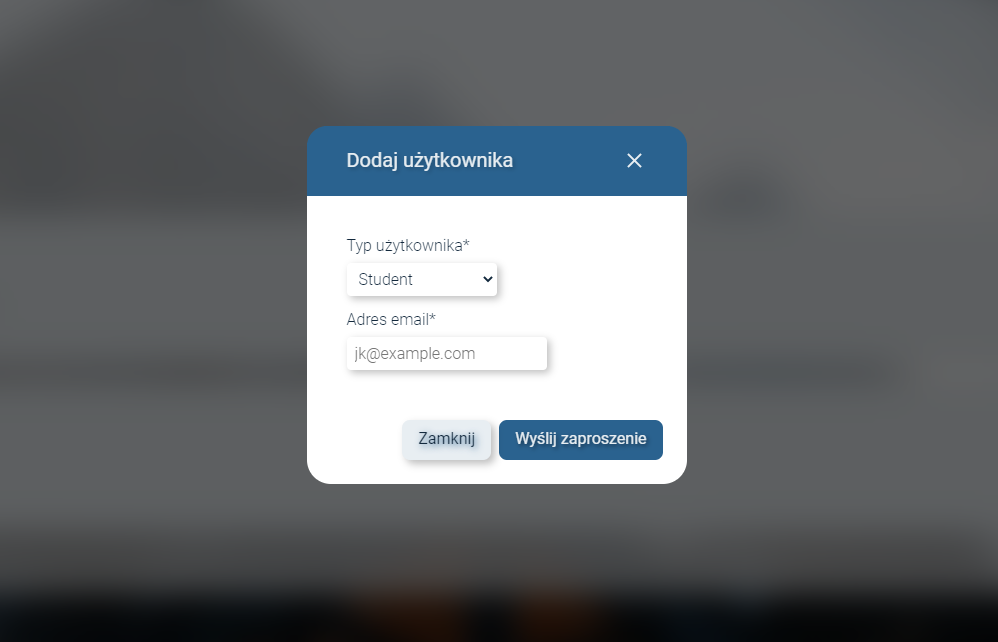 Dodaj użytkownika
Typ użytkownika*
Student
Adres email*
jk@example.com
Zamknij Wyślij zaproszenie